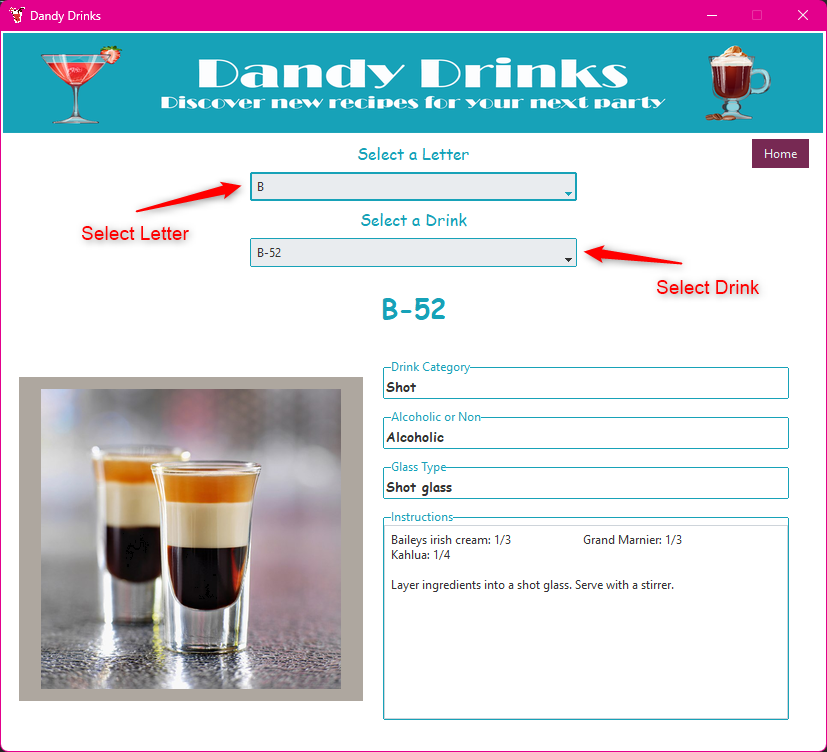 Dandy Drinks
Dandy Drinks
Discover new recipes for your next party
Home
Select a Letter
B
Select Letter
Select a Drink
B-52
Select Drink
B-52
Drink Category
Shot
Alcoholic or Non
Alcoholic
Glass Type
Shot glass
Instructions
Baileys irish cream: 1/3 Grand Marnier: 1/3
Kahlua: 1/4
Layer ingredients into a shot glass. Serve with a stirrer.